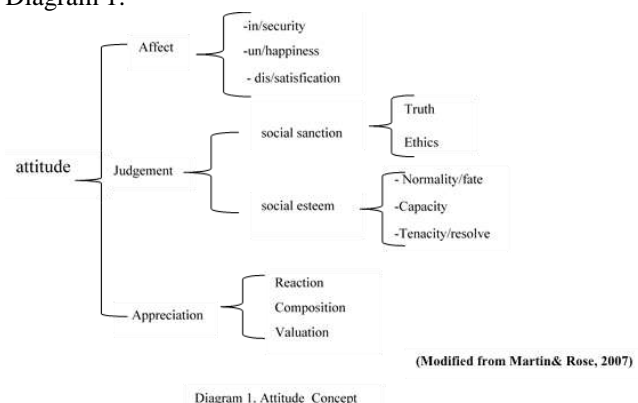 Diagram 1.
Affect
-in/security
-un/happiness
- dis/satisfication
attitude
Judgement
social sanction
Truth
Ethics
social esteem
- Normality/fate
-Capacity
-Tenacity/resolve
Appreciation
Reaction
Composition
Valuation
(Modified from Martin& Rose, 2007)
Diagram 1. Attitude Concept